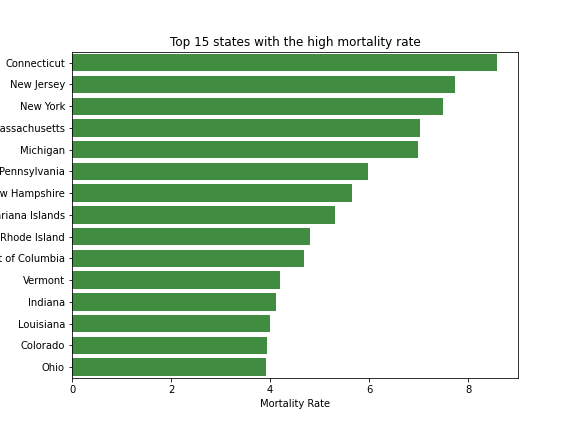 Top 15 states with the high mortality rate
Connecticut
New Jersey
New York
assachusetts
Michigan
Pennsylvania
w Hampshire
ariana Islands
Rhode Island
t of Columbia
Vermont
Indiana
Louisiana
Colorado
Ohio
0 2 4 6 8
Mortality Rate